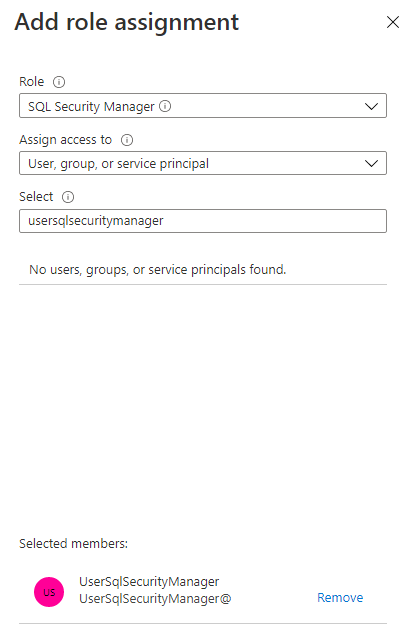 Add role assignment
Role
SQL Security Manager
Assign access to
User, group, or service principal
Select
usersqlsecuritymanager
No users, groups, or service principals found.
Selected members:
US
UserSqlSecurityManager
UserSqlSecurityManager@
Remove